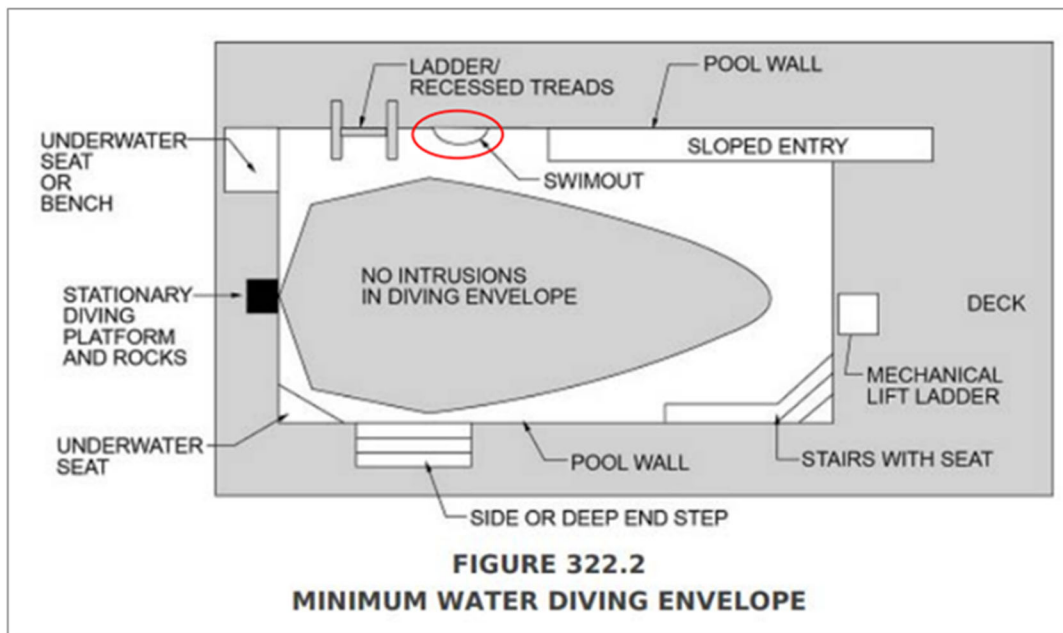 LADDER/
RECESSED TREADS
POOL WALL
UNDERWATER
SEAT
OR
BENCH
SLOPED ENTRY
SWIMOUT
NO INTRUSIONS
IN DIVING ENVELOPE
STATIONARY
DIVING
PLATFORM
AND ROCKS
DECK
MECHANICAL
LIFT LADDER
UNDERWATER
SEAT
POOL WALL
STAIRS WITH SEAT
SIDE OR DEEP END STEP
FIGURE 322.2
MINIMUM WATER DIVING ENVELOPE